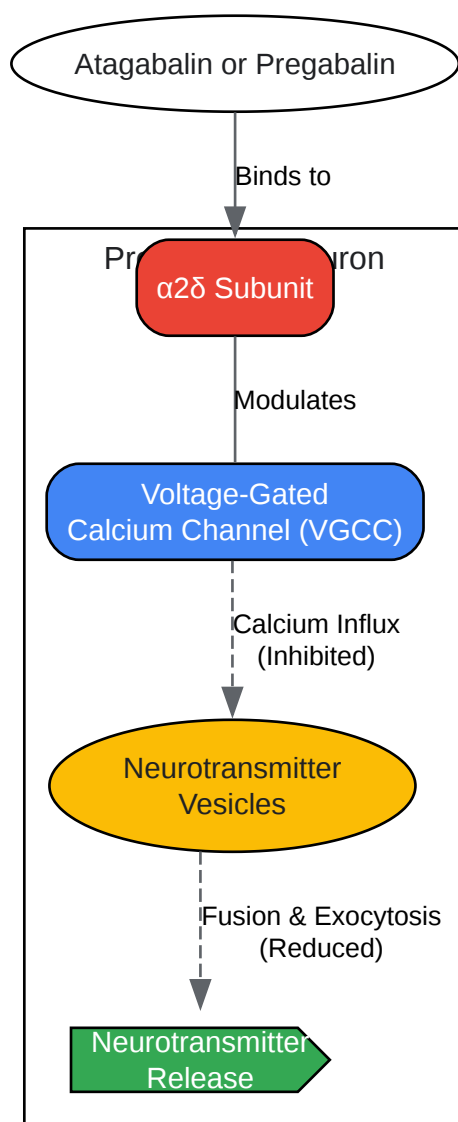 Atagabalin or Pregabalin
Binds to
α2δ Subunit
Modulates
Voltage-Gated
Calcium Channel (VGCC)
Calcium Influx
(Inhibited)
Neurotransmitter
Vesicles
Fusion & Exocytosis
(Reduced)
Neurotransmitter
Release